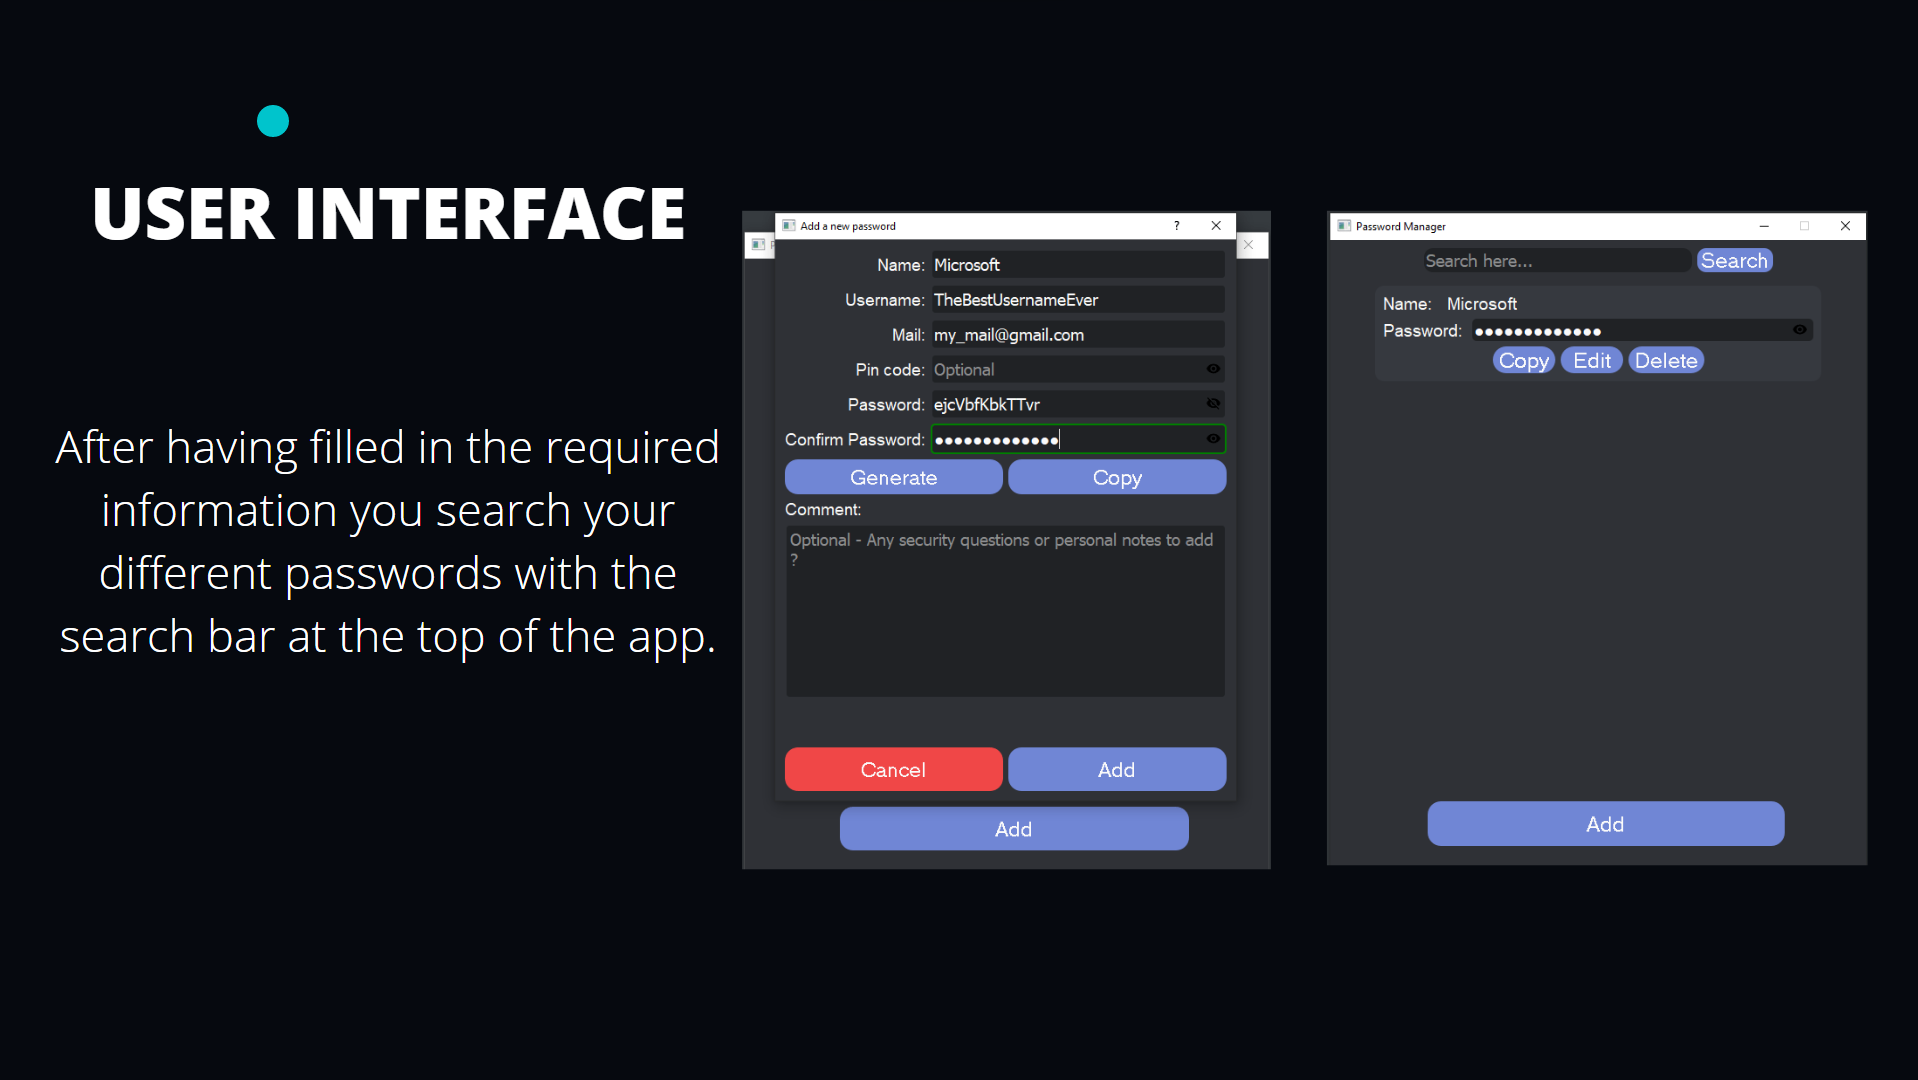 USER INTERFACE
After having filled in the required
information you search your
different passwords with the
search bar at the top of the app.
Add a new password
?
Name: Microsoft
Username: TheBestUsernameEver
Mail: my_mail@gmail.com
Pin code: Optional
Password: ejcVbfKbkTTvr
Confirm Password: ●●●●●●●●●●●●●
Generate Copy
Comment:
Optional - Any security questions or personal notes to add
?
Cancel Add
Add
Password Manager
Search here... Search
Name: Microsoft
Password: ●●●●●●●●●●●●●
Copy Edit Delete
Add